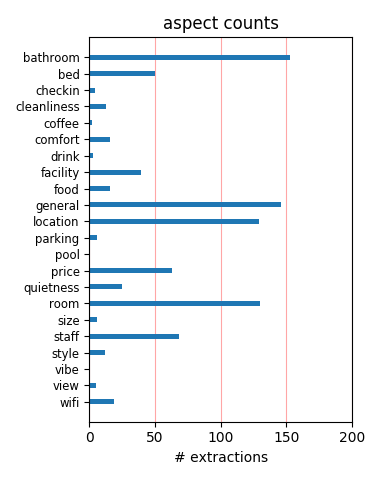 aspect counts
bathroom
bed
checkin
cleanliness
coffee
comfort
drink
facility
food
general
location
parking
pool
price
quietness
room
size
staff
style
vibe
view
wifi
0 50 100 150 200
# extractions